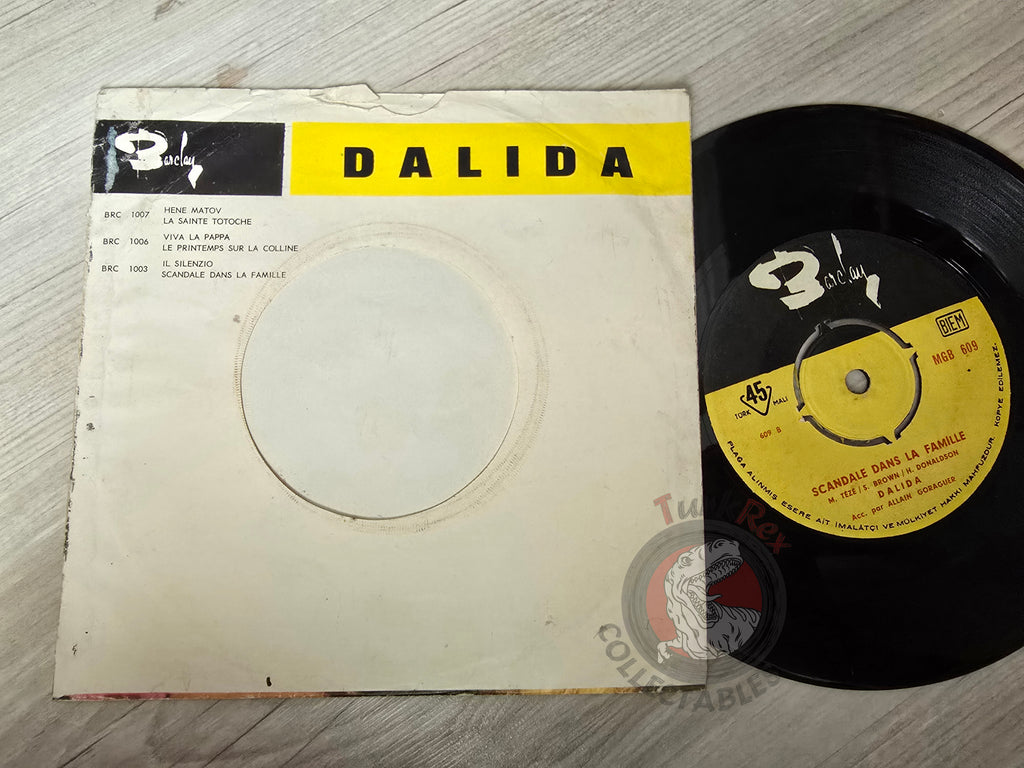 Barclay
DALIDA
BRC 1007 HENE MATOV
LA SAINTE TOTOCHE
BRC 1006 VIVA LA PAPPA
LE PRINTEMPS SUR LA COLLINE
BRC 1003 IL SILENZIO
SCANDALE DANS LA FAMILLE
Barclay
BIEM
MGB 609
45
TÜRK MALI
609 B
SCANDALE DANS LA FAMILLE
M. TÉZÉ / S. BROWN / H. DONALDSON
DALIDA
Acc. par ALLAIN GORAGUER
PLAĞA ALINMIŞ ESERE AİT İMALÂTÇI VE MÜLKİYET HAKKI MAHFUZDUR. KOPYE EDİLEMEZ.
TurkRex
COLLECTABLES